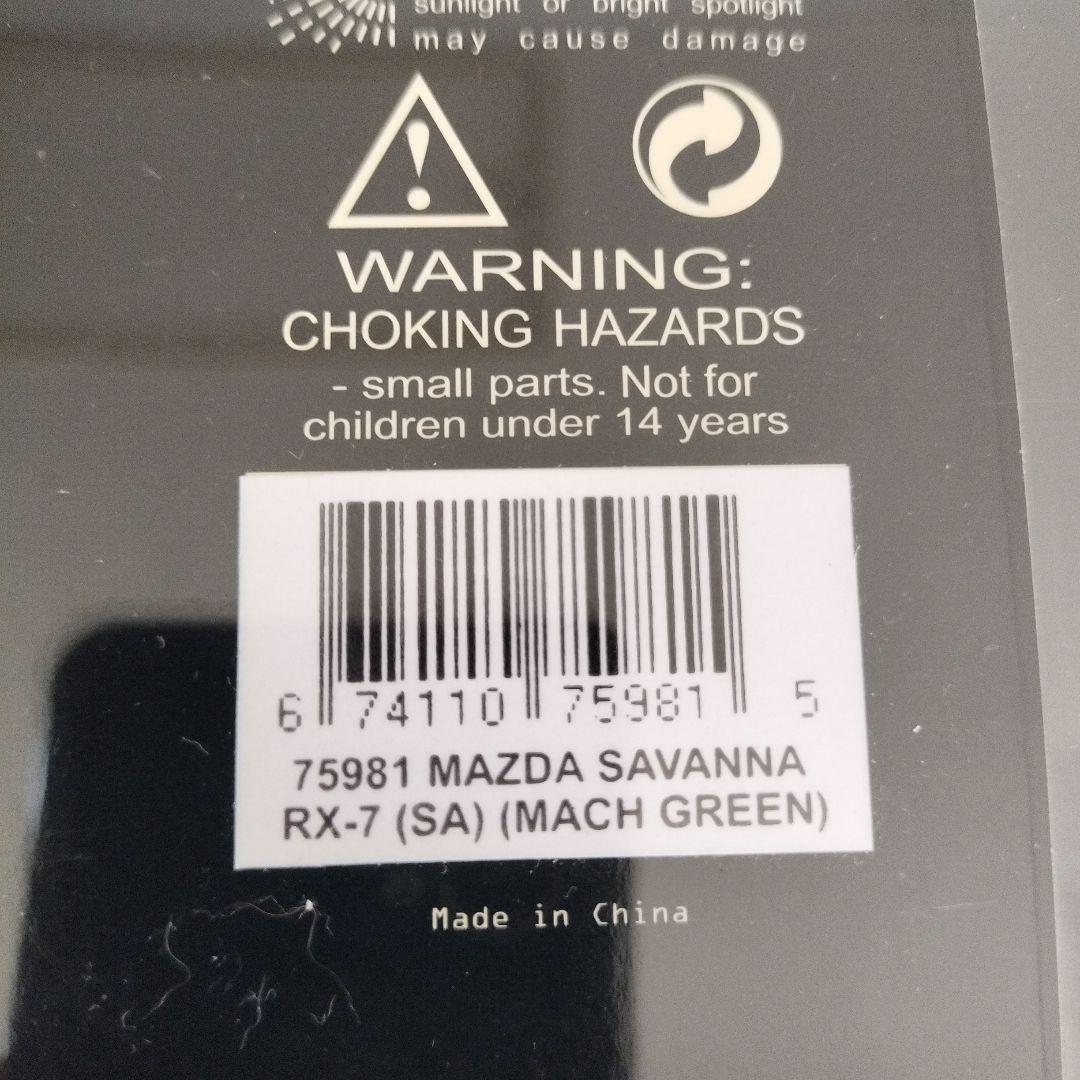 sunlight or bright spotlight
may cause damage
WARNING:
CHOKING HAZARDS
- small parts. Not for
children under 14 years
6 74110 75981 5
75981 MAZDA SAVANNA
RX-7 (SA) (MACH GREEN)
Made in China